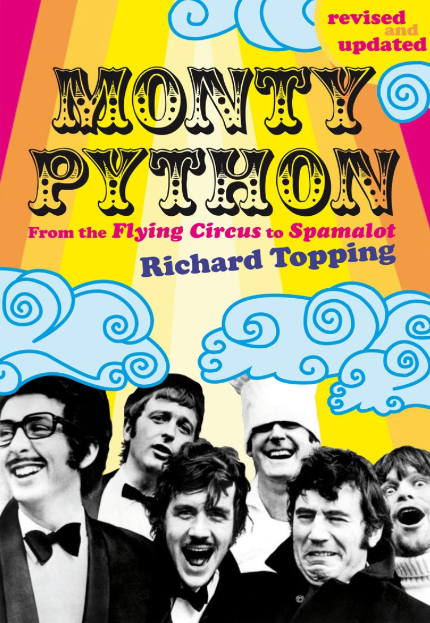 revised
and
updated
MONTY
PYTHON
From the Flying Circus to Spamalot
Richard Topping